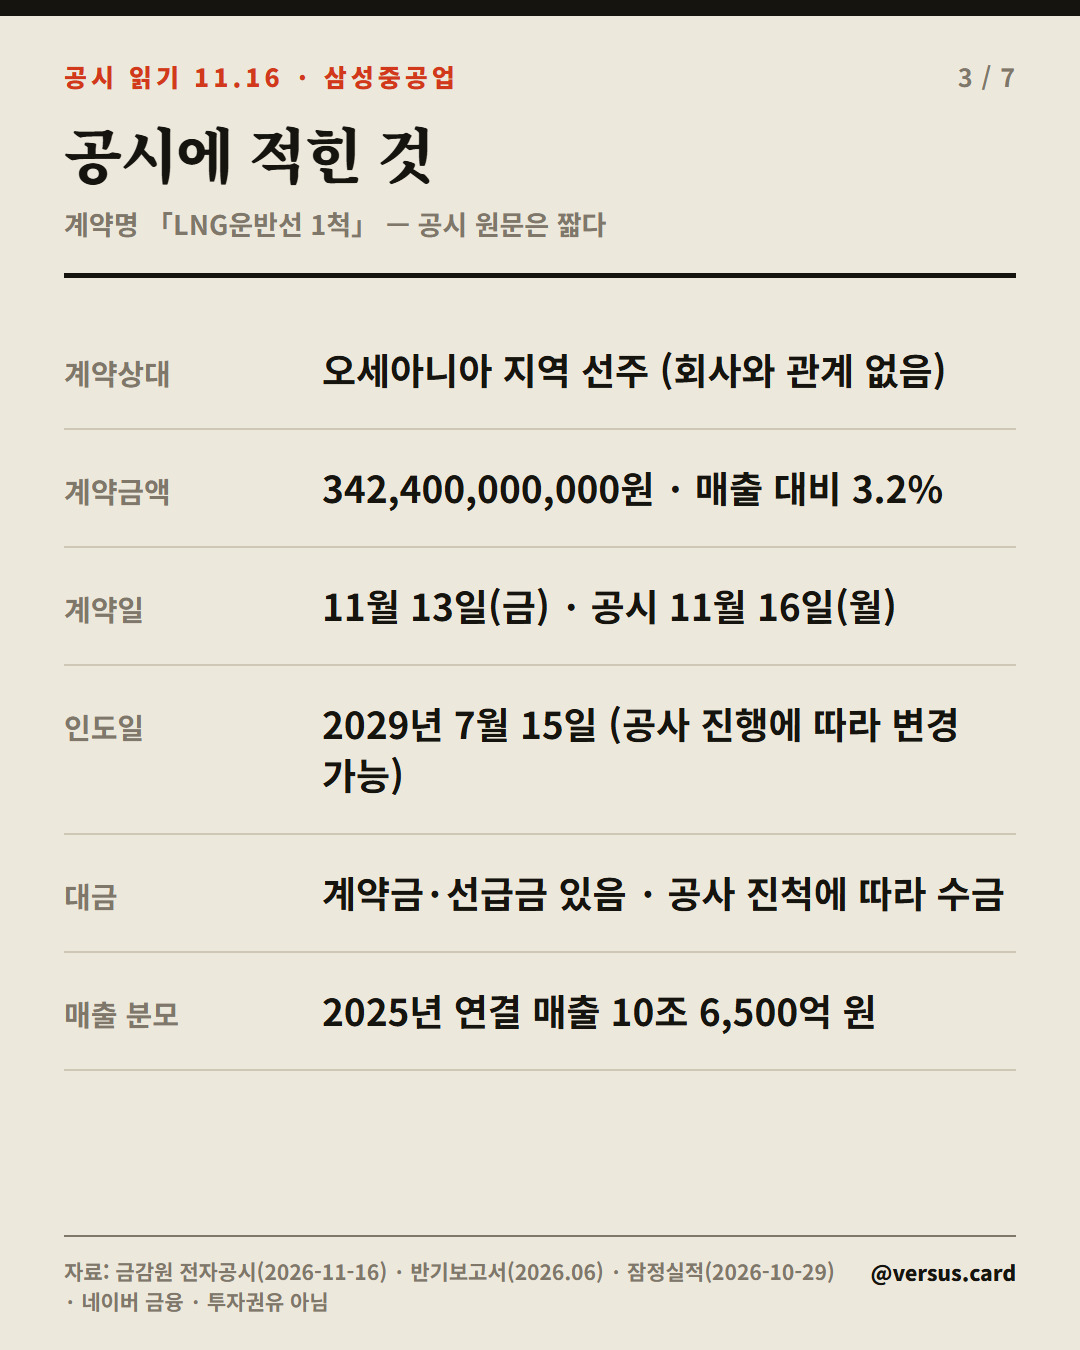 공시 읽기 11.16 · 삼성중공업
3 / 7
공시에 적힌 것
계약명 「LNG운반선 1척」 — 공시 원문은 짧다
계약상대
오세아니아 지역 선주 (회사와 관계 없음)
계약금액
342,400,000,000원 · 매출 대비 3.2%
계약일
11월 13일(금) · 공시 11월 16일(월)
인도일
2029년 7월 15일 (공사 진행에 따라 변경
가능)
대금
계약금·선급금 있음 · 공사 진척에 따라 수금
매출 분모
2025년 연결 매출 10조 6,500억 원
자료: 금감원 전자공시(2026-11-16) · 반기보고서(2026.06) · 잠정실적(2026-10-29)
· 네이버 금융 · 투자권유 아님
@versus.card